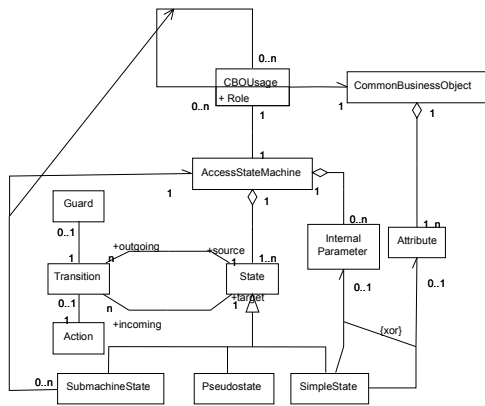 0..n
CBOUsage
+ Role
0..n
1
1
CommonBusinessObject
1
1
AccessStateMachine
1
1
Guard
0..1
0..n
1..n
Internal
Parameter
Attribute
+outgoing
+source
1
n
1
1..n
Transition
State
0..1
0..1
0..1
n
1
+target
1
+incoming
Action
{xor}
0..n
SubmachineState
Pseudostate
SimpleState